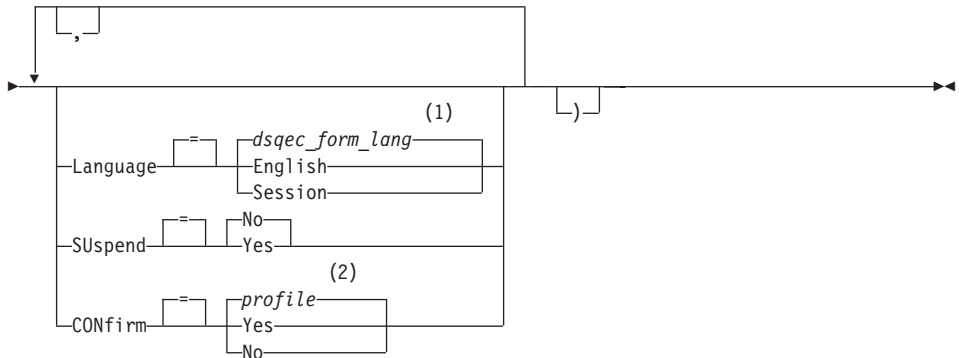 ,
(1)
)
= dsqec_form_lang
Language English
Session
= No
SUspend Yes
(2)
= profile
CONfirm Yes
No